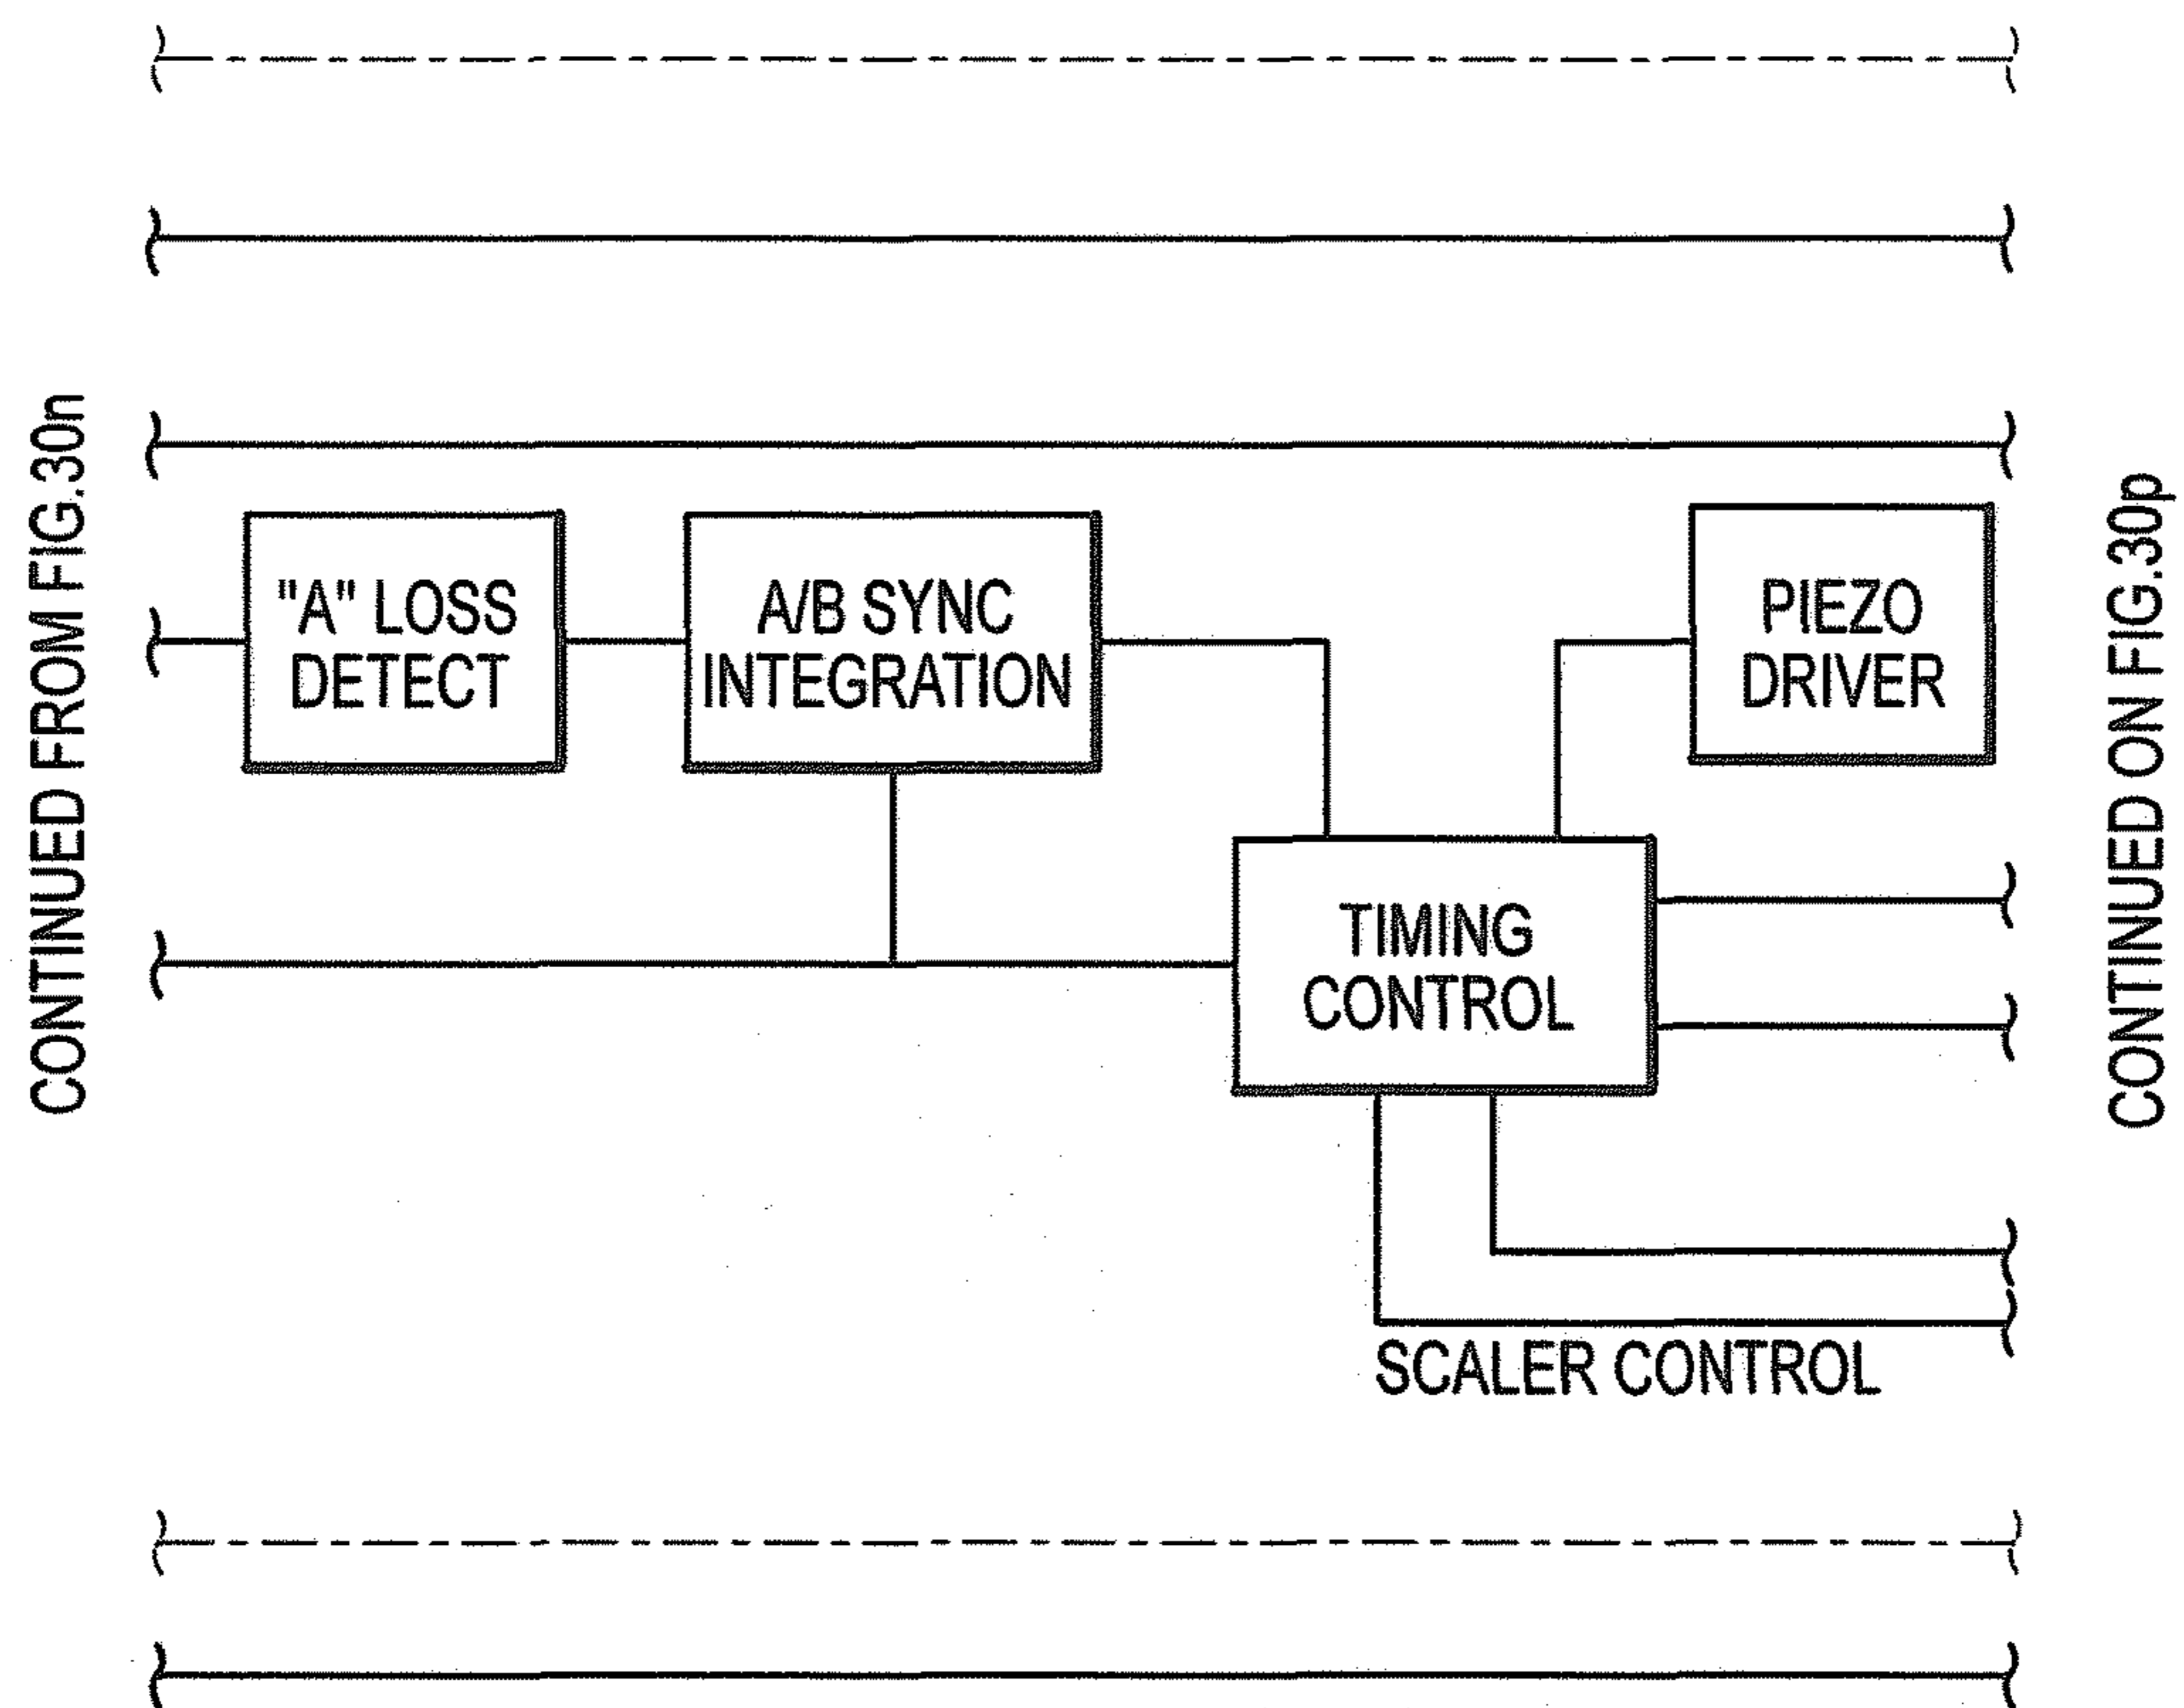 CONTINUED FROM FIG.30n
"A" LOSS
DETECT
A/B SYNC
INTEGRATION
PIEZO
DRIVER
TIMING
CONTROL
SCALER CONTROL
CONTINUED ON FIG.30p